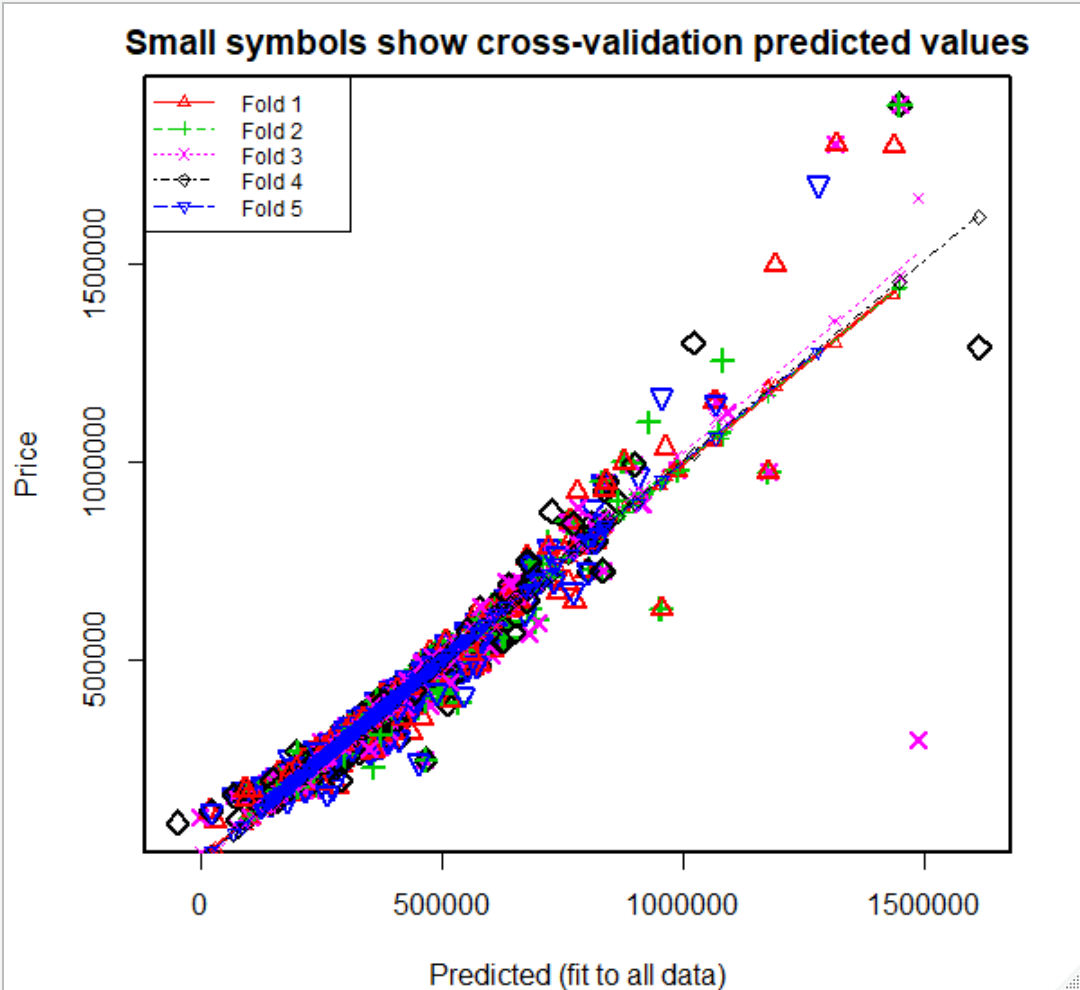 Small symbols show cross-validation predicted values
Fold 1
Fold 2
Fold 3
Fold 4
Fold 5
1500000
1000000
500000
Price
0 500000 1000000 1500000
Predicted (fit to all data)